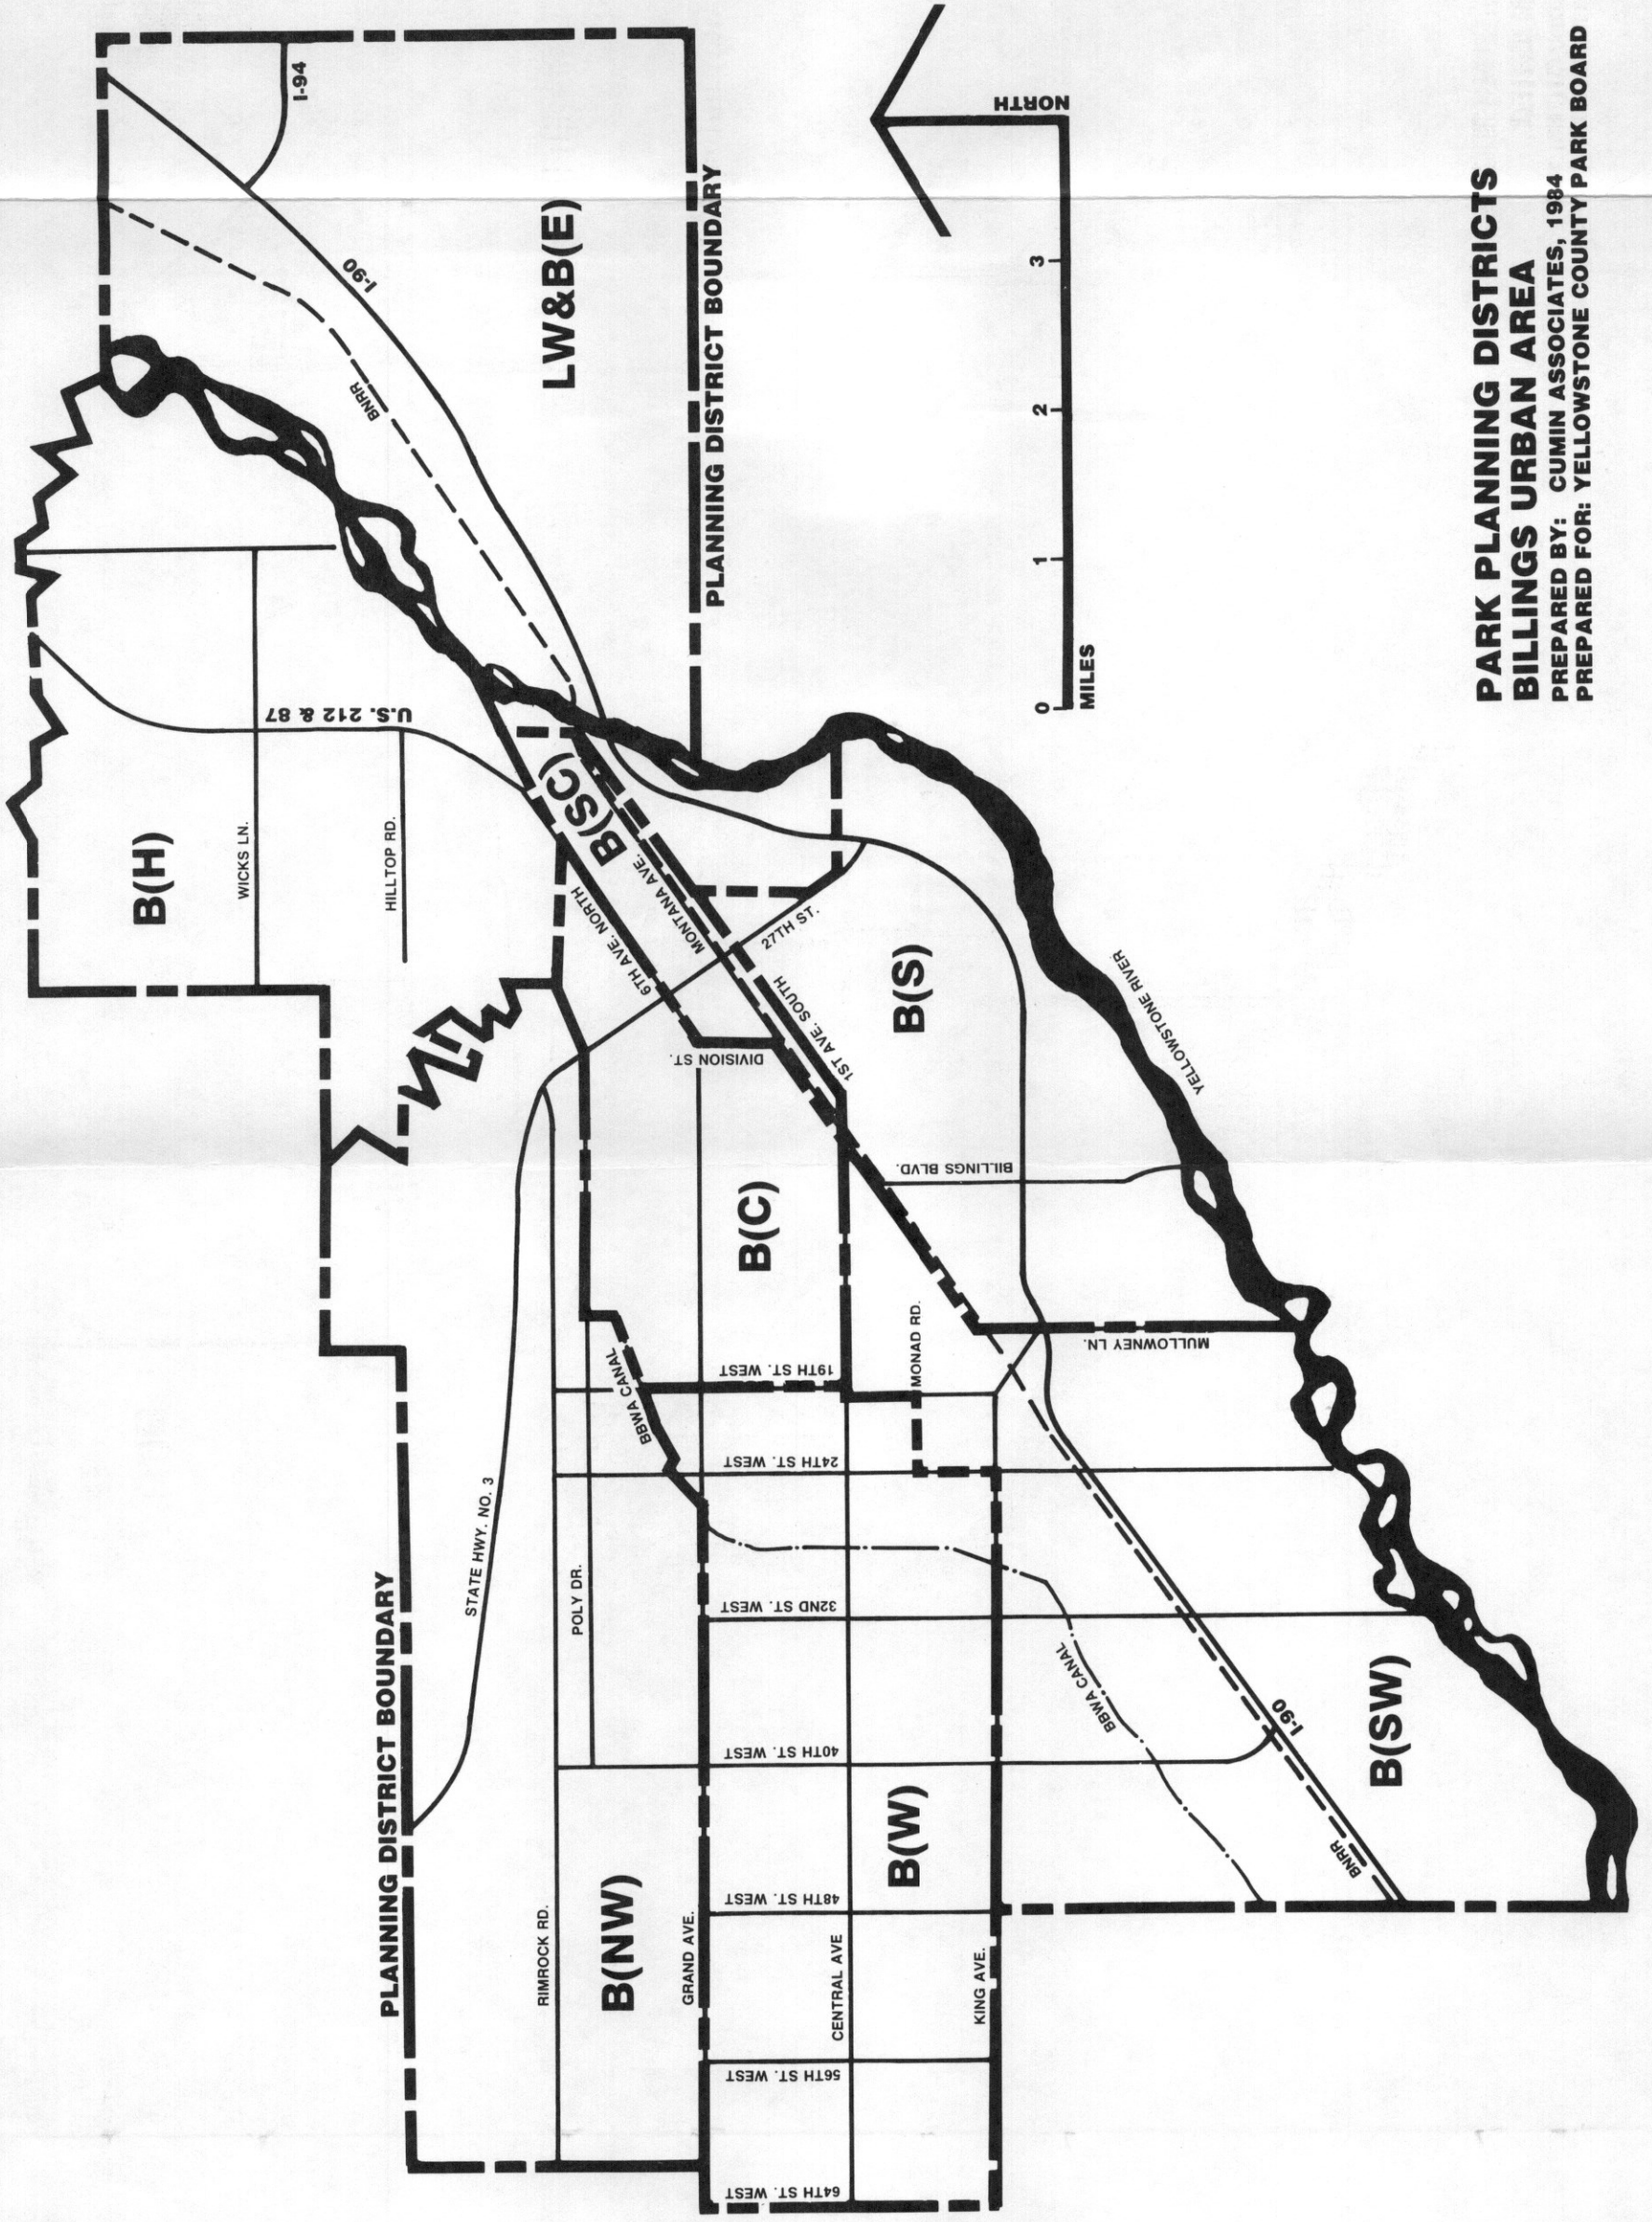 PARK PLANNING DISTRICTS
BILLINGS URBAN AREA
PREPARED BY: CUMIN ASSOCIATES, 1984
PREPARED FOR: YELLOWSTONE COUNTY PARK BOARD
NORTH
0 1 2 3
MILES
PLANNING DISTRICT BOUNDARY
PLANNING DISTRICT BOUNDARY
I-94
I-90
BNRR
LW&B(E)
B(H)
WICKS LN.
HILLTOP RD.
U.S. 212 & 87
B(SC)
MONTANA AVE.
6TH AVE. NORTH
27TH ST.
1ST AVE. SOUTH
DIVISION ST.
B(S)
YELLOWSTONE RIVER
BILLINGS BLVD.
B(C)
MULLOWNEY LN.
MONAD RD.
19TH ST. WEST
BBWA CANAL
24TH ST. WEST
STATE HWY. NO. 3
POLY DR.
32ND ST. WEST
BBWA CANAL
40TH ST. WEST
I-90
B(SW)
BNRR
B(W)
48TH ST. WEST
B(NW)
RIMROCK RD.
GRAND AVE.
CENTRAL AVE
KING AVE.
56TH ST. WEST
64TH ST. WEST